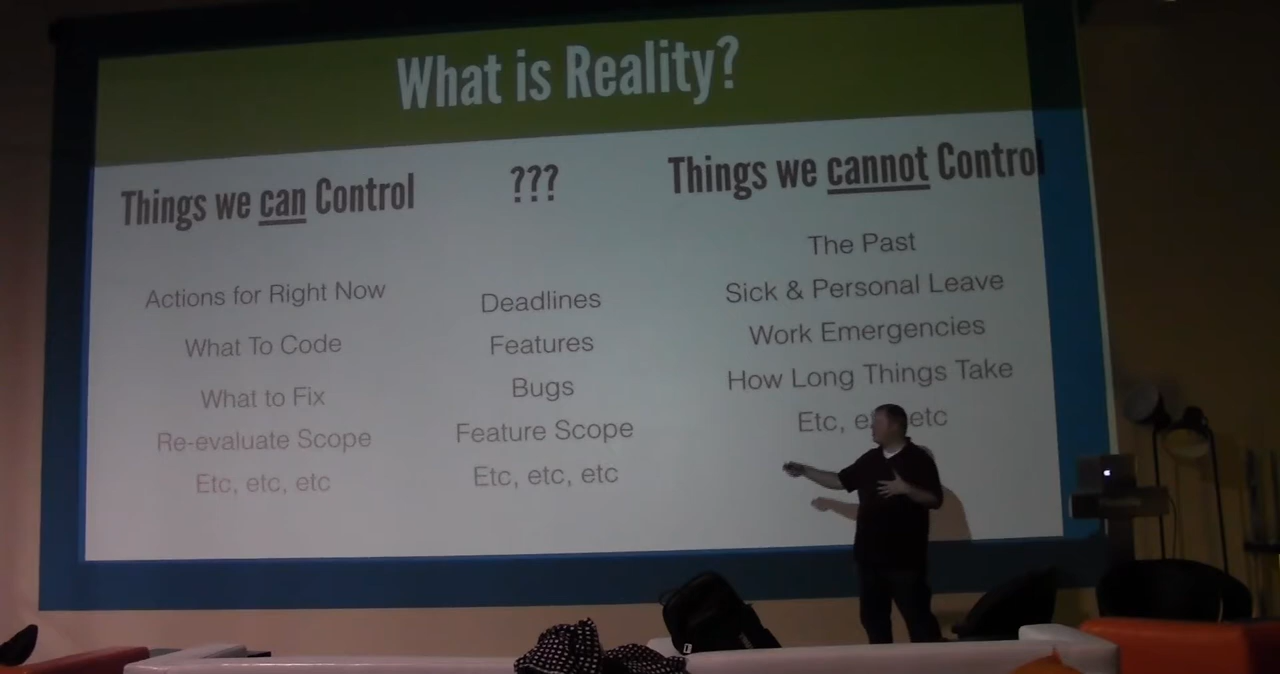 What is Reality?
Things we can Control
Actions for Right Now
What To Code
What to Fix
Re-evaluate Scope
Etc, etc, etc
???
Deadlines
Features
Bugs
Feature Scope
Etc, etc, etc
Things we cannot Control
The Past
Sick & Personal Leave
Work Emergencies
How Long Things Take
Etc, etc